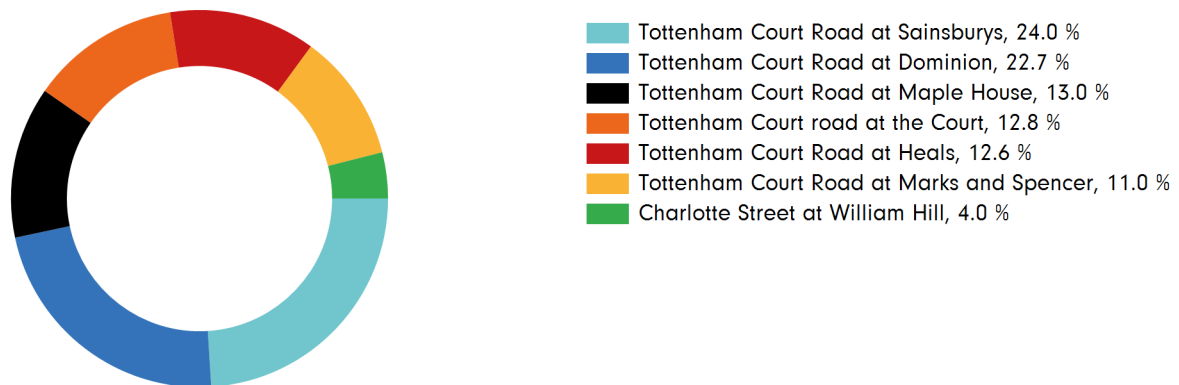 Tottenham Court Road at Sainsburys, 24.0 %
Tottenham Court Road at Dominion, 22.7 %
Tottenham Court Road at Maple House, 13.0 %
Tottenham Court road at the Court, 12.8 %
Tottenham Court Road at Heals, 12.6 %
Tottenham Court Road at Marks and Spencer, 11.0 %
Charlotte Street at William Hill, 4.0 %